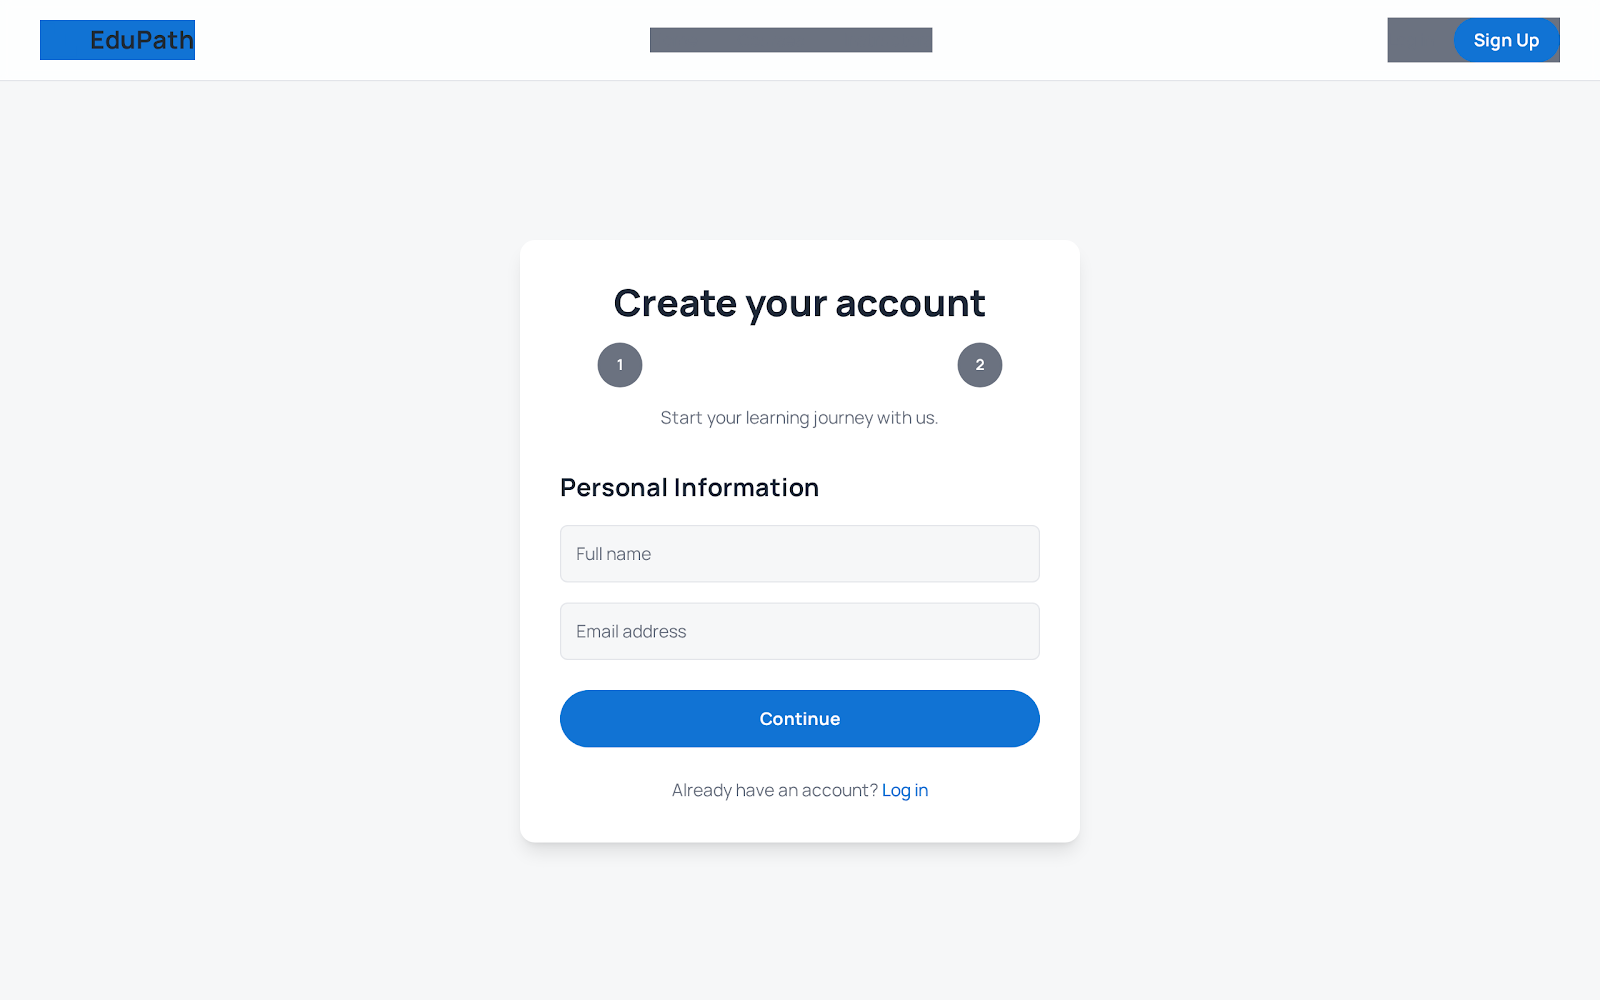 EduPath
Sign Up
Create your account
1
2
Start your learning journey with us.
Personal Information
Full name
Email address
Continue
Already have an account? Log in